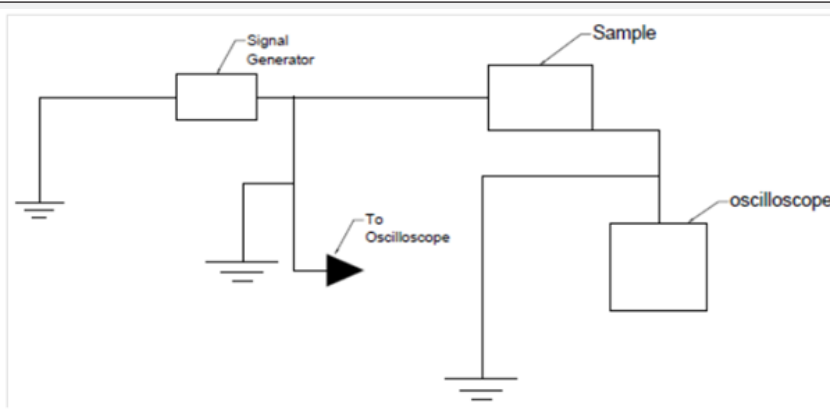 Signal
Generator
Sample
To
Oscilloscope
oscilloscope